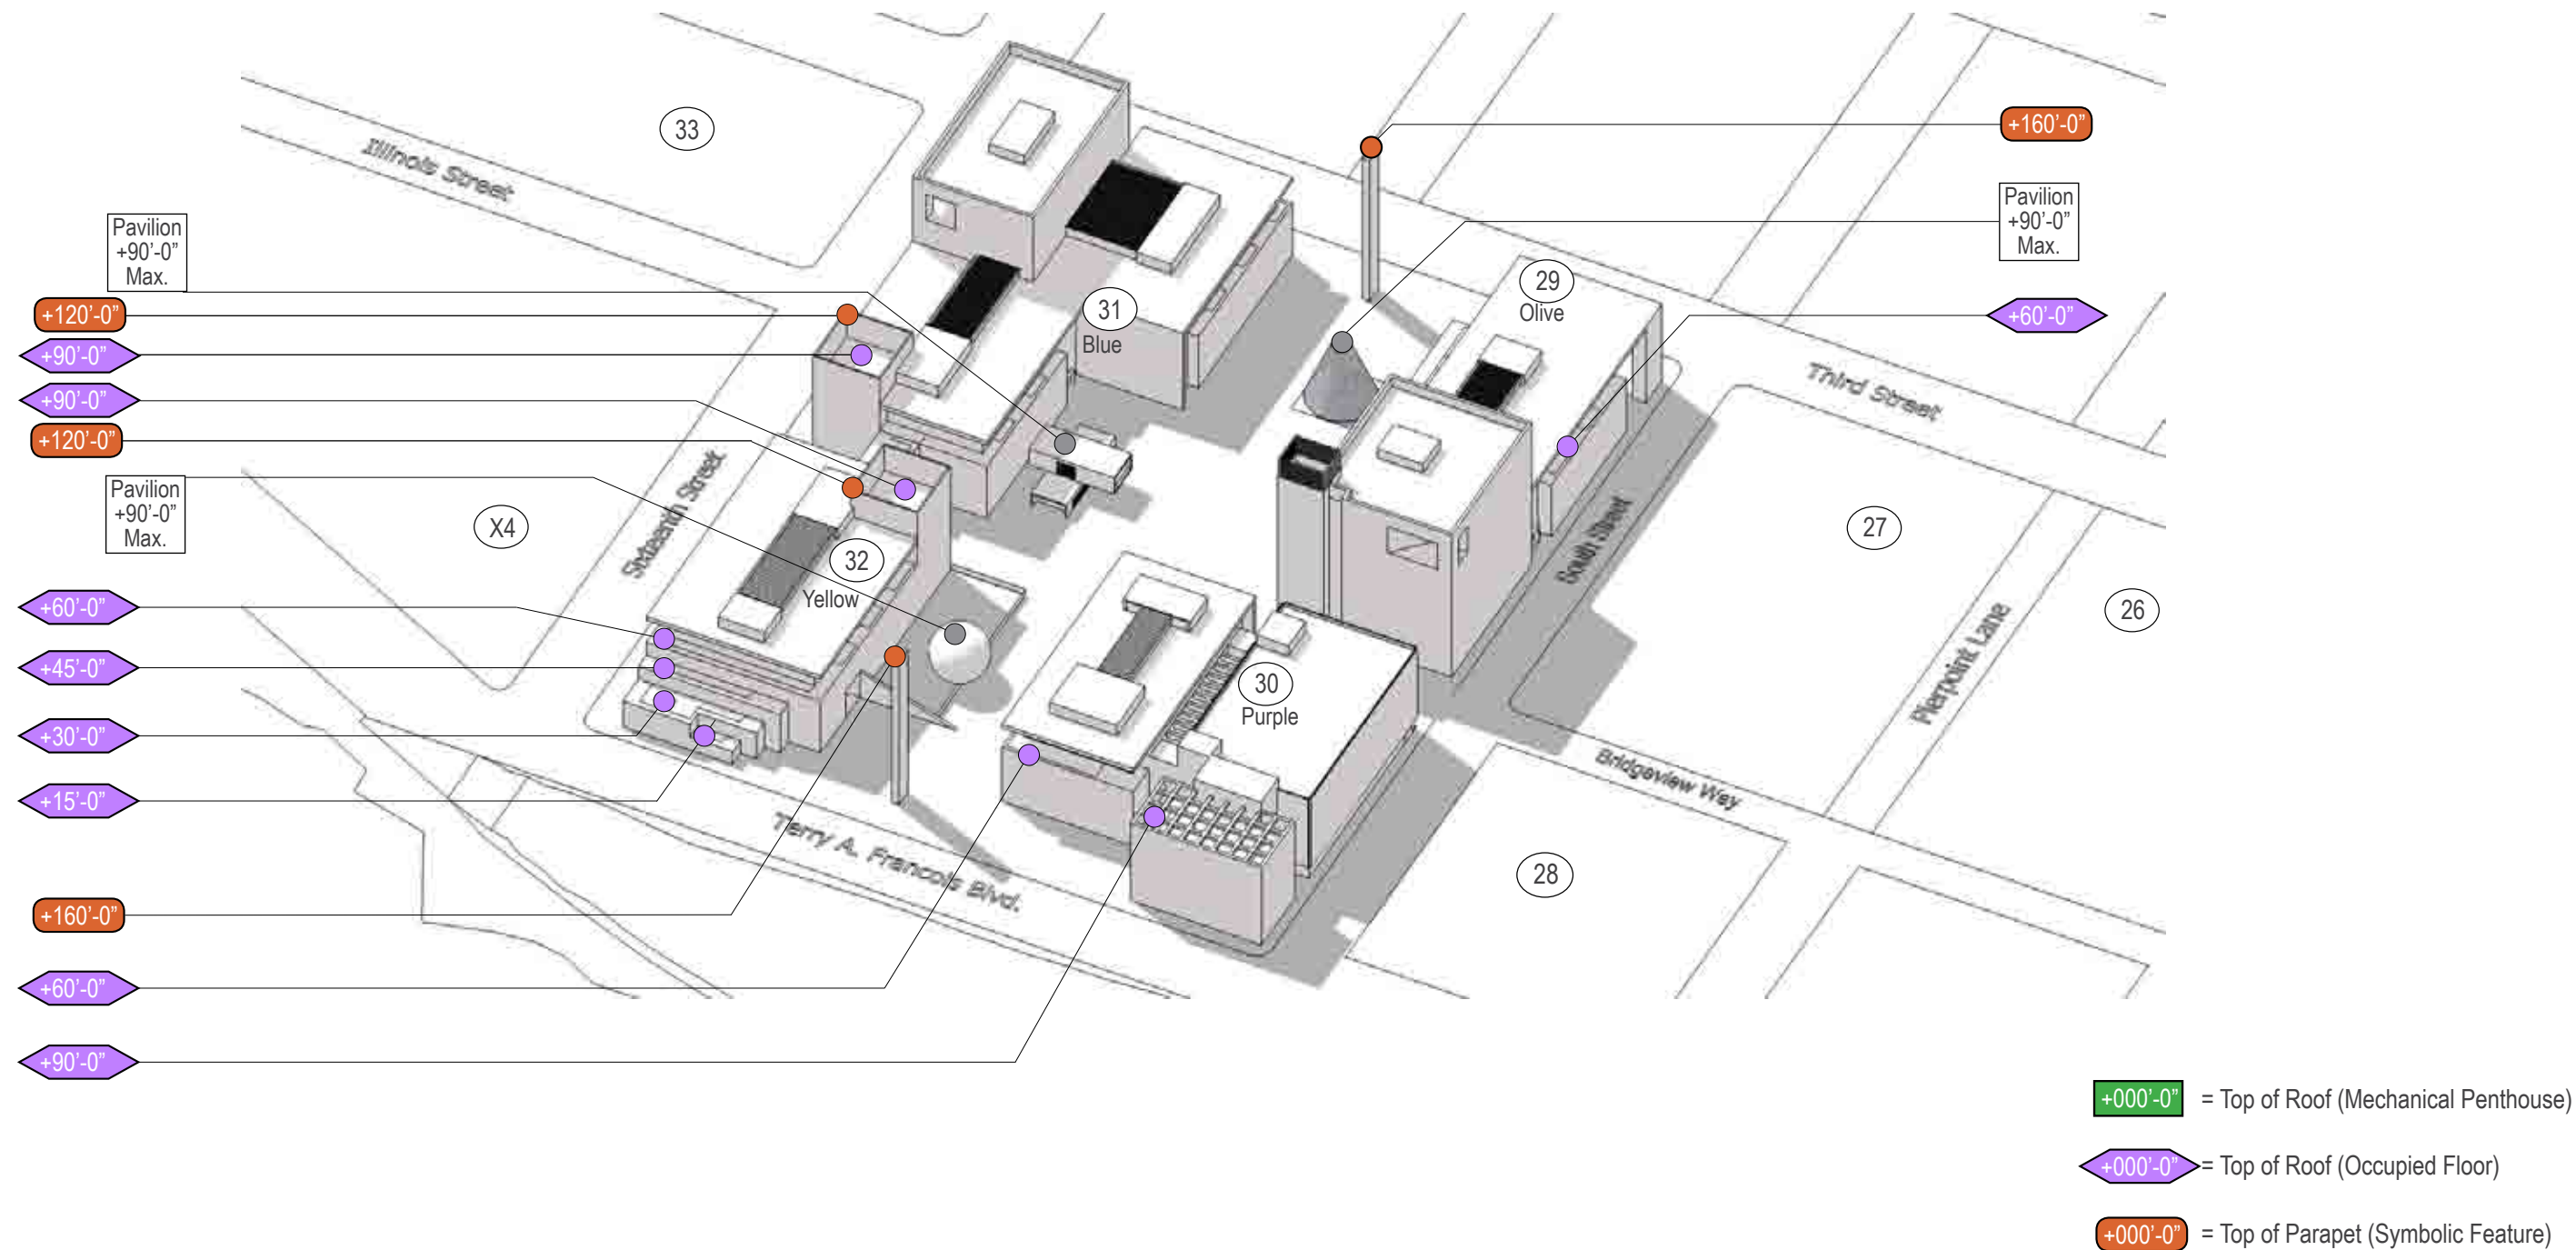 33
Illinois Street
+160'-0"
Pavilion
+90'-0"
Max.
Pavilion
+90'-0"
Max.
29
Olive
31
Blue
+120'-0"
+60'-0"
+90'-0"
Third Street
+90'-0"
+120'-0"
Pavilion
+90'-0"
Max.
Sixteenth Street
X4
27
South Street
32
Yellow
26
+60'-0"
Pierpoint Lane
+45'-0"
30
Purple
+30'-0"
Bridgeview Way
+15'-0"
Terry A. Francois Blvd.
28
+160'-0"
+60'-0"
+90'-0"
+000'-0" = Top of Roof (Mechanical Penthouse)
+000'-0" = Top of Roof (Occupied Floor)
+000'-0" = Top of Parapet (Symbolic Feature)